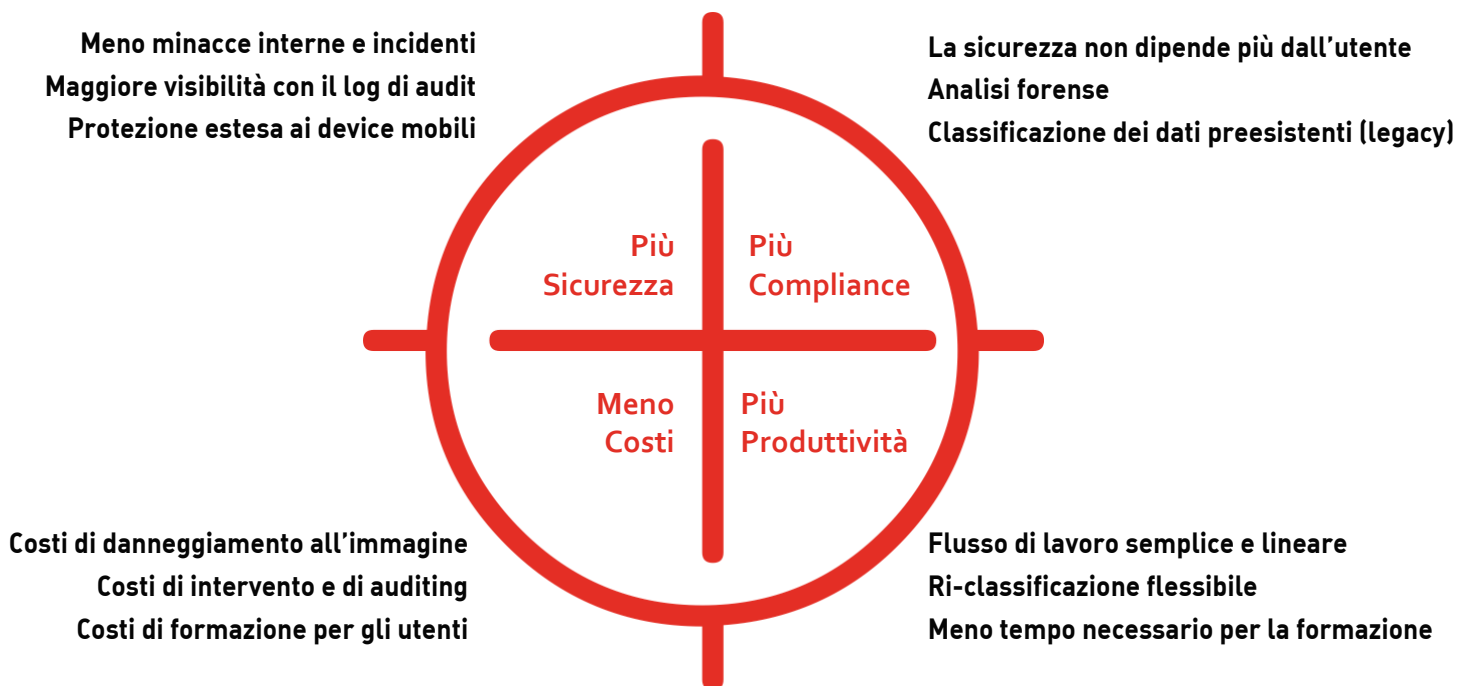 Meno minacce interne e incidenti
Maggiore visibilità con il log di audit
Protezione estesa ai device mobili
La sicurezza non dipende più dall’utente
Analisi forense
Classificazione dei dati preesistenti (legacy)
Più
Sicurezza
Più
Compliance
Meno
Costi
Più
Produttività
Costi di danneggiamento all’immagine
Costi di intervento e di auditing
Costi di formazione per gli utenti
Flusso di lavoro semplice e lineare
Ri-classificazione flessibile
Meno tempo necessario per la formazione